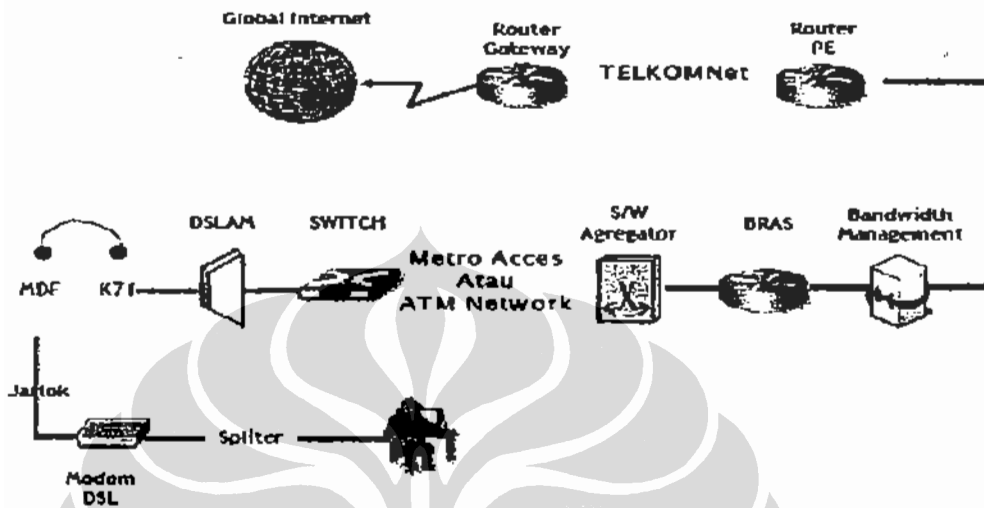 Global Internet
Router
Gateway
TELKOMNet
Router
PE
DSLAM
SWITCH
Metro Acces
Atau
ATM Network
S/W
Agregator
BRAS
Bandwidth
Management
MDF
K71
Jarlok
Spliter
Modem
DSL